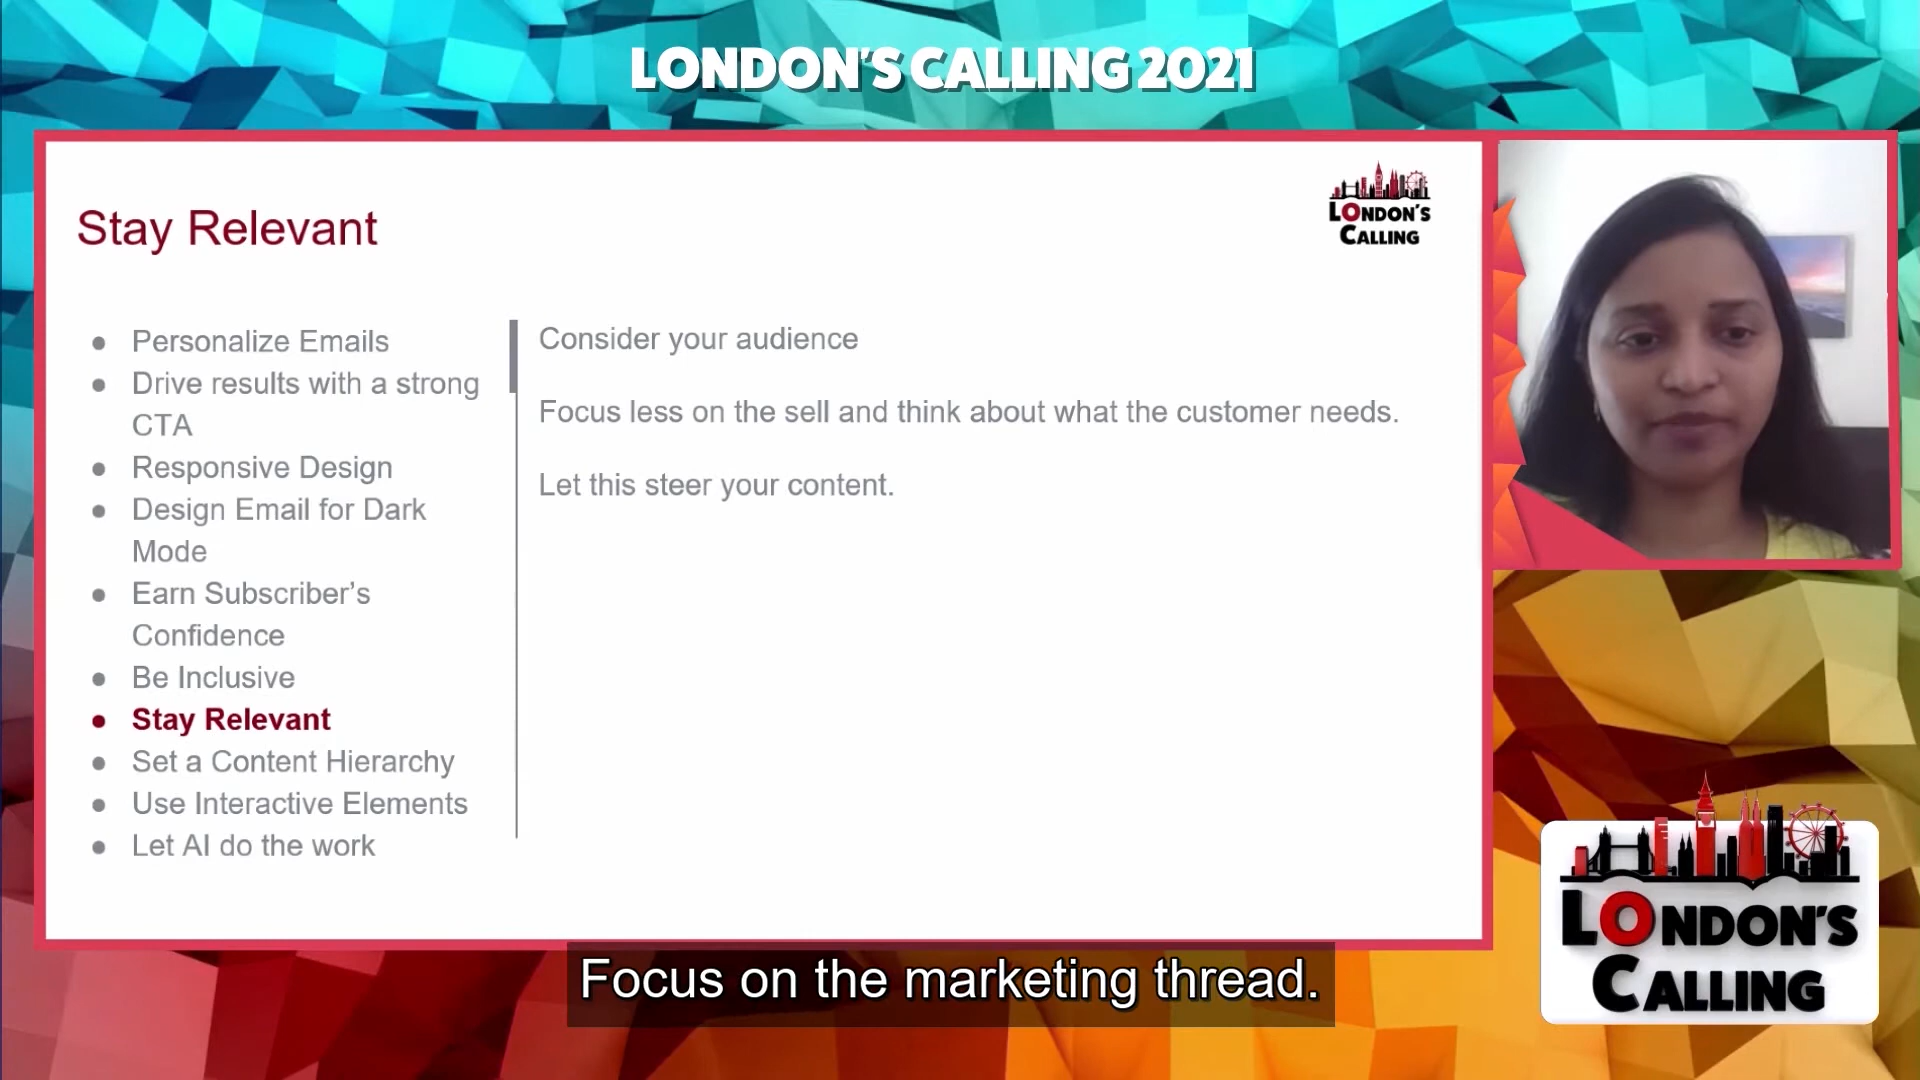 LONDON'S CALLING 2021
Stay Relevant
LONDON'S
CALLING
● Personalize Emails
● Drive results with a strong
CTA
● Responsive Design
● Design Email for Dark
Mode
● Earn Subscriber’s
Confidence
● Be Inclusive
● Stay Relevant
● Set a Content Hierarchy
● Use Interactive Elements
● Let AI do the work
Consider your audience
Focus less on the sell and think about what the customer needs.
Let this steer your content.
LONDON'S
CALLING
Focus on the marketing thread.